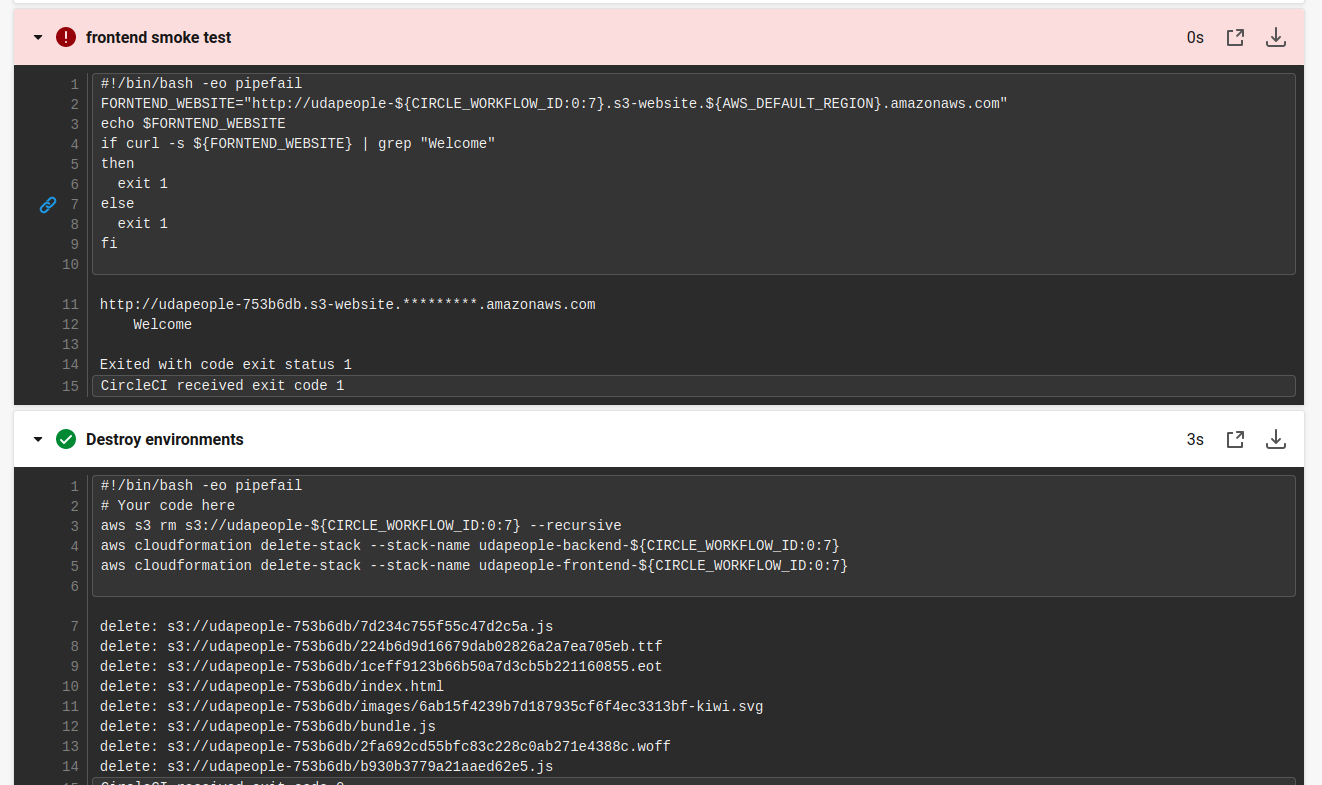 frontend smoke test
0s
1 #!/bin/bash -eo pipefail
2 FORNTEND_WEBSITE="http://udapeople-${CIRCLE_WORKFLOW_ID:0:7}.s3-website.${AWS_DEFAULT_REGION}.amazonaws.com"
3 echo $FORNTEND_WEBSITE
4 if curl -s ${FORNTEND_WEBSITE} | grep "Welcome"
5 then
6   exit 1
7 else
8   exit 1
9 fi
10
11 http://udapeople-753b6db.s3-website.*********.amazonaws.com
12     Welcome
13
14 Exited with code exit status 1
15 CircleCI received exit code 1
Destroy environments
3s
1 #!/bin/bash -eo pipefail
2 # Your code here
3 aws s3 rm s3://udapeople-${CIRCLE_WORKFLOW_ID:0:7} --recursive
4 aws cloudformation delete-stack --stack-name udapeople-backend-${CIRCLE_WORKFLOW_ID:0:7}
5 aws cloudformation delete-stack --stack-name udapeople-frontend-${CIRCLE_WORKFLOW_ID:0:7}
6
7 delete: s3://udapeople-753b6db/7d234c755f55c47d2c5a.js
8 delete: s3://udapeople-753b6db/224b6d9d16679dab02826a2a7ea705eb.ttf
9 delete: s3://udapeople-753b6db/1ceff9123b66b50a7d3cb5b221160855.eot
10 delete: s3://udapeople-753b6db/index.html
11 delete: s3://udapeople-753b6db/images/6ab15f4239b7d187935cf6f4ec3313bf-kiwi.svg
12 delete: s3://udapeople-753b6db/bundle.js
13 delete: s3://udapeople-753b6db/2fa692cd55bfc83c228c0ab271e4388c.woff
14 delete: s3://udapeople-753b6db/b930b3779a21aaed62e5.js